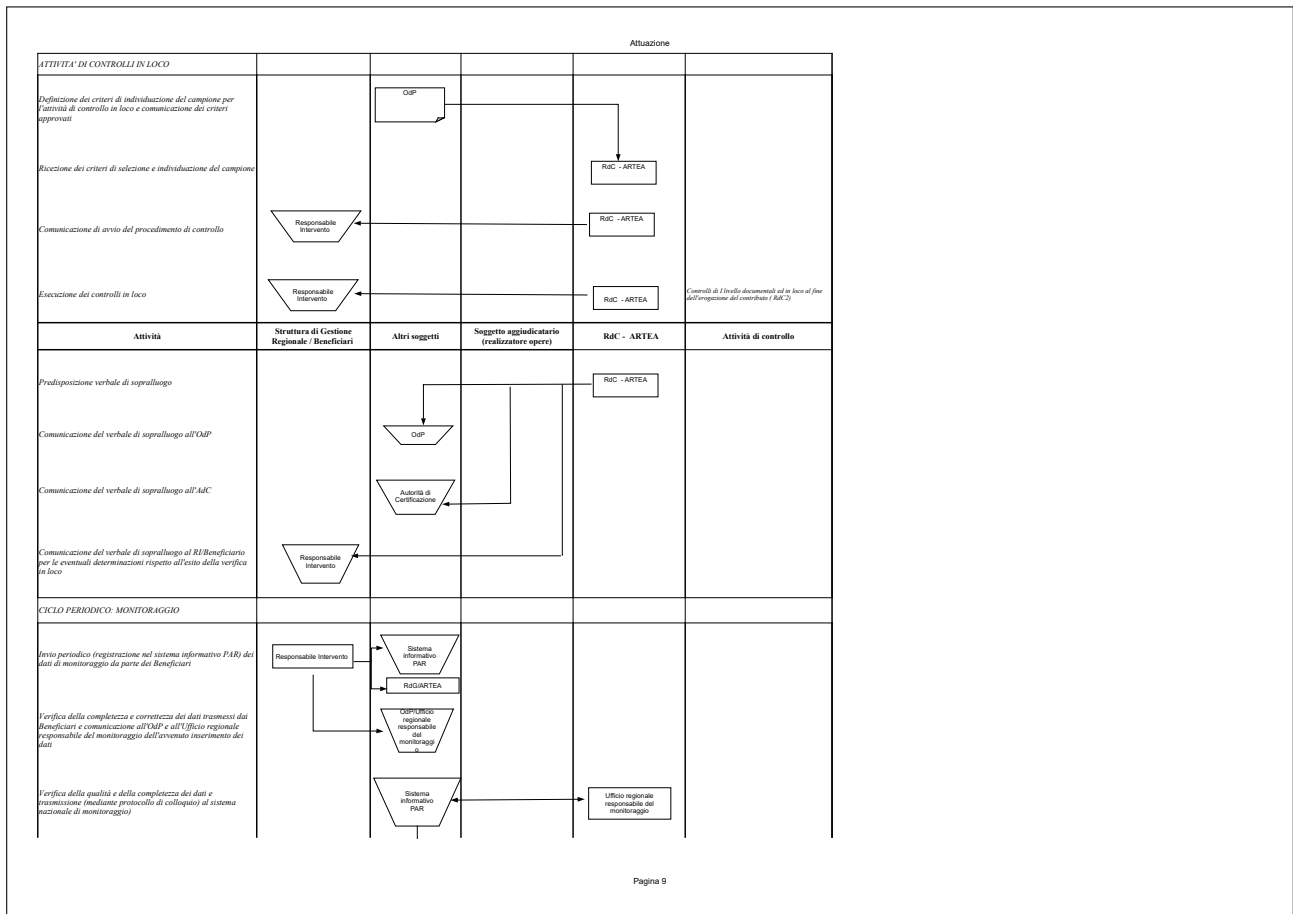 Attuazione
ATTIVITA' DI CONTROLLI IN LOCO
Definizione dei criteri di individuazione del campione per
l'attività di controllo in loco e comunicazione dei criteri
approvati
OdP
Ricezione dei criteri di selezione e individuazione del campione
RdC - ARTEA
Comunicazione di avvio del procedimento di controllo
Responsabile
Intervento
RdC - ARTEA
Esecuzione dei controlli in loco
Responsabile
Intervento
RdC - ARTEA
Controlli di I livello documentali ed in loco al fine
dell'erogazione del contributo ( RdC2)
Attività
Struttura di Gestione
Regionale / Beneficiari
Altri soggetti
Soggetto aggiudicatario
(realizzatore opere)
RdC - ARTEA
Attività di controllo
Predisposizione verbale di sopralluogo
RdC - ARTEA
Comunicazione del verbale di sopralluogo all'OdP
OdP
Comunicazione del verbale di sopralluogo all'AdC
Autorità di
Certificazione
Comunicazione del verbale di sopralluogo al RI/Beneficiario
per le eventuali determinazioni rispetto all'esito della verifica
in loco
Responsabile
Intervento
CICLO PERIODICO: MONITORAGGIO
Invio periodico (registrazione nel sistema informativo PAR) dei
dati di monitoraggio da parte dei Beneficiari
Responsabile Intervento
Sistema
informativo
PAR
RdG/ARTEA
Verifica della completezza e correttezza dei dati trasmessi dai
Beneficiari e comunicazione all'OdP e all'Ufficio regionale
responsabile del monitoraggio dell'avvenuto inserimento dei
dati
OdP/Ufficio
regionale
responsabile
del
monitoraggi
o
Verifica della qualità e della completezza dei dati e
trasmissione (mediante protocollo di colloquio) al sistema
nazionale di monitoraggio)
Sistema
informativo
PAR
Ufficio regionale
responsabile del
monitoraggio
Pagina 9